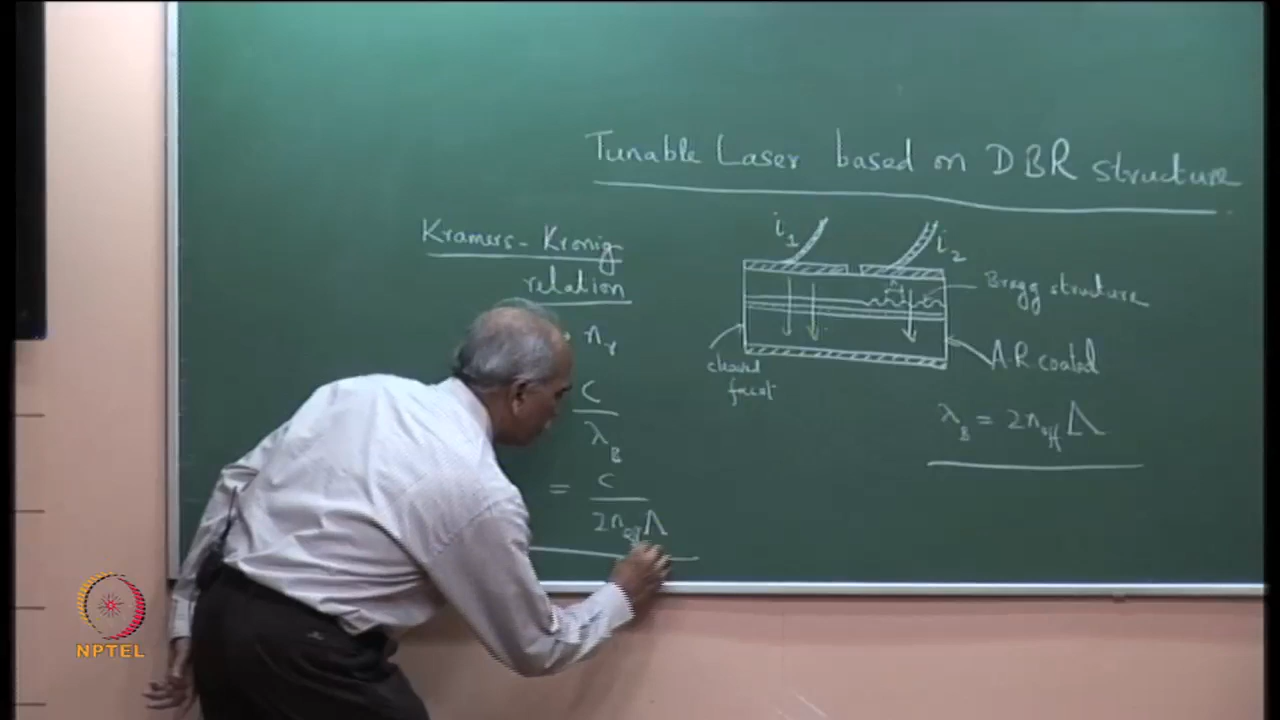 Tunable Laser based on DBR structure
Kramers-Kronig
relation
n_r
C
λ_B
= C
2n_eff Λ
i_1
i_2
Λ
Bragg structure
cleaved
facet
A.R coated
λ_B = 2n_eff Λ
NPTEL